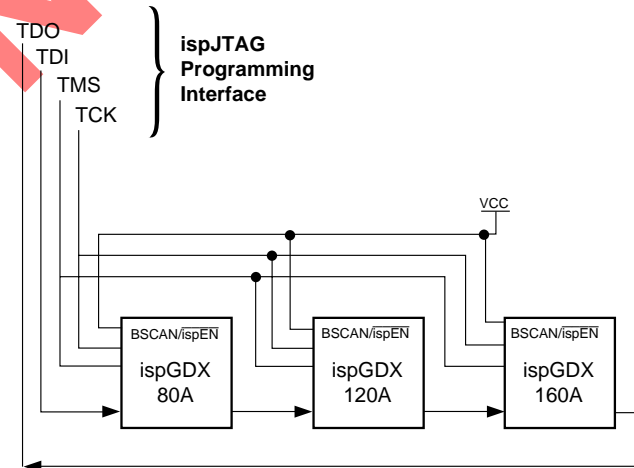 TDO
TDI
TMS
TCK
ispJTAG
Programming
Interface
VCC
BSCAN/ispEN
ispGDX
80A
BSCAN/ispEN
ispGDX
120A
BSCAN/ispEN
ispGDX
160A